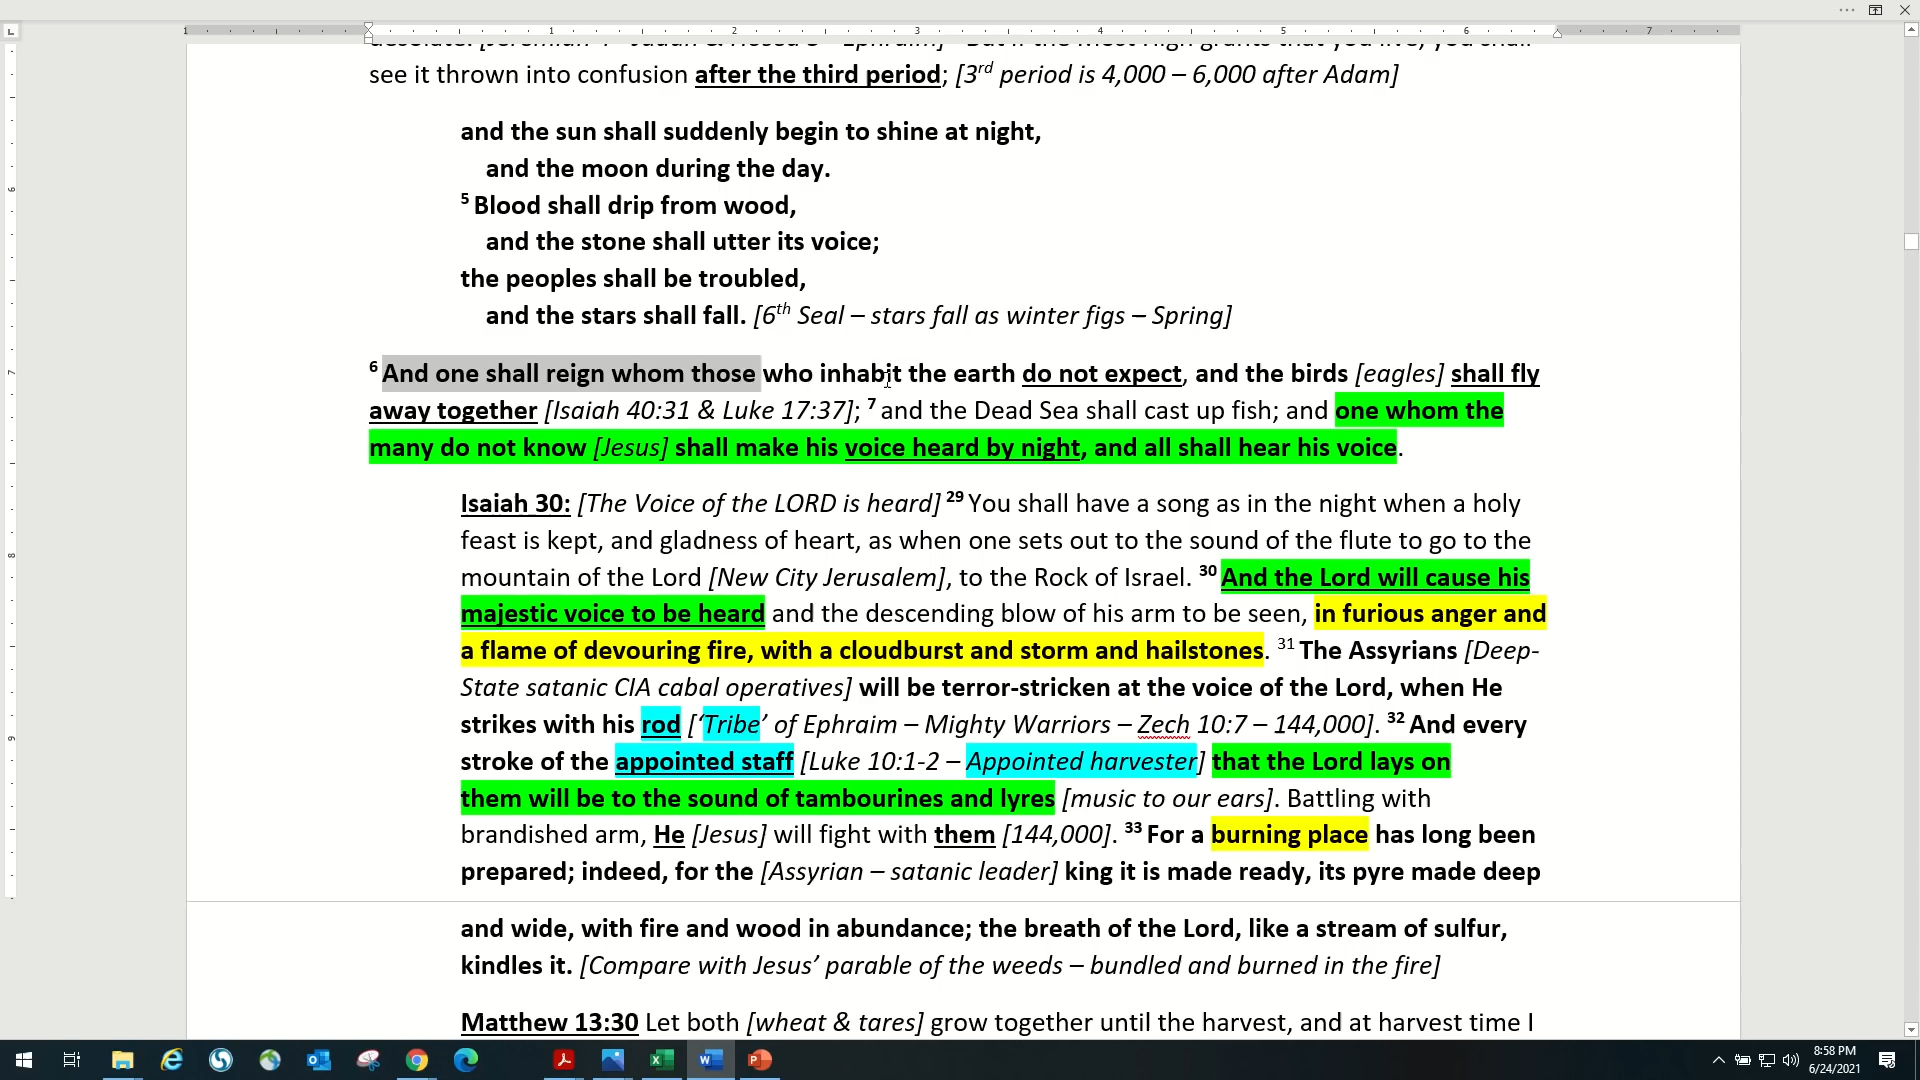 see it thrown into confusion after the third period; [3rd period is 4,000 – 6,000 after Adam]
and the sun shall suddenly begin to shine at night,
and the moon during the day.
5 Blood shall drip from wood,
and the stone shall utter its voice;
the peoples shall be troubled,
and the stars shall fall. [6th Seal – stars fall as winter figs – Spring]
6 And one shall reign whom those who inhabit the earth do not expect, and the birds [eagles] shall fly
away together [Isaiah 40:31 & Luke 17:37]; 7 and the Dead Sea shall cast up fish; and one whom the
many do not know [Jesus] shall make his voice heard by night, and all shall hear his voice.
Isaiah 30: [The Voice of the LORD is heard] 29 You shall have a song as in the night when a holy
feast is kept, and gladness of heart, as when one sets out to the sound of the flute to go to the
mountain of the Lord [New City Jerusalem], to the Rock of Israel. 30 And the Lord will cause his
majestic voice to be heard and the descending blow of his arm to be seen, in furious anger and
a flame of devouring fire, with a cloudburst and storm and hailstones. 31 The Assyrians [Deep-
State satanic CIA cabal operatives] will be terror-stricken at the voice of the Lord, when He
strikes with his rod [‘Tribe’ of Ephraim – Mighty Warriors – Zech 10:7 – 144,000]. 32 And every
stroke of the appointed staff [Luke 10:1-2 – Appointed harvester] that the Lord lays on
them will be to the sound of tambourines and lyres [music to our ears]. Battling with
brandished arm, He [Jesus] will fight with them [144,000]. 33 For a burning place has long been
prepared; indeed, for the [Assyrian – satanic leader] king it is made ready, its pyre made deep
and wide, with fire and wood in abundance; the breath of the Lord, like a stream of sulfur,
kindles it. [Compare with Jesus’ parable of the weeds – bundled and burned in the fire]
Matthew 13:30 Let both [wheat & tares] grow together until the harvest, and at harvest time I
8:58 PM
6/24/2021